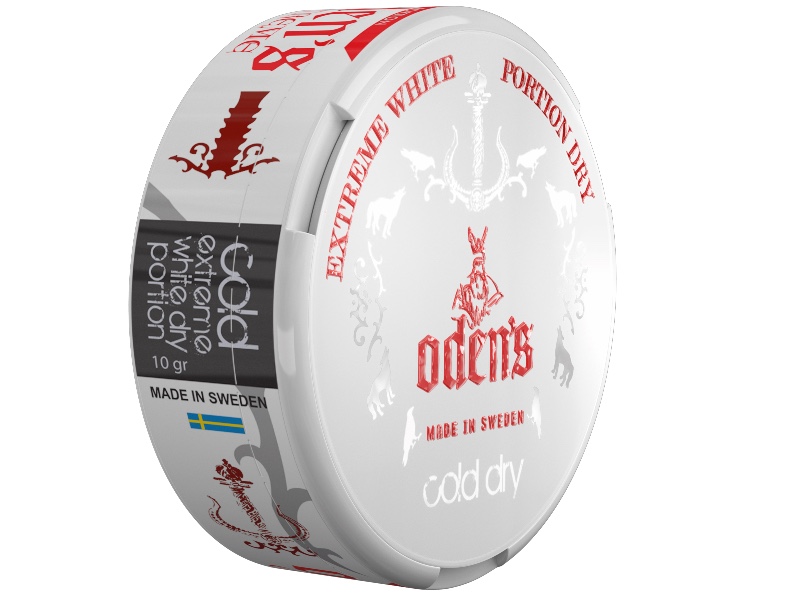 EXTREME WHITE PORTION DRY
oden's
MADE IN SWEDEN
cold dry
cold
extreme
white dry
portion
10 gr
MADE IN SWEDEN